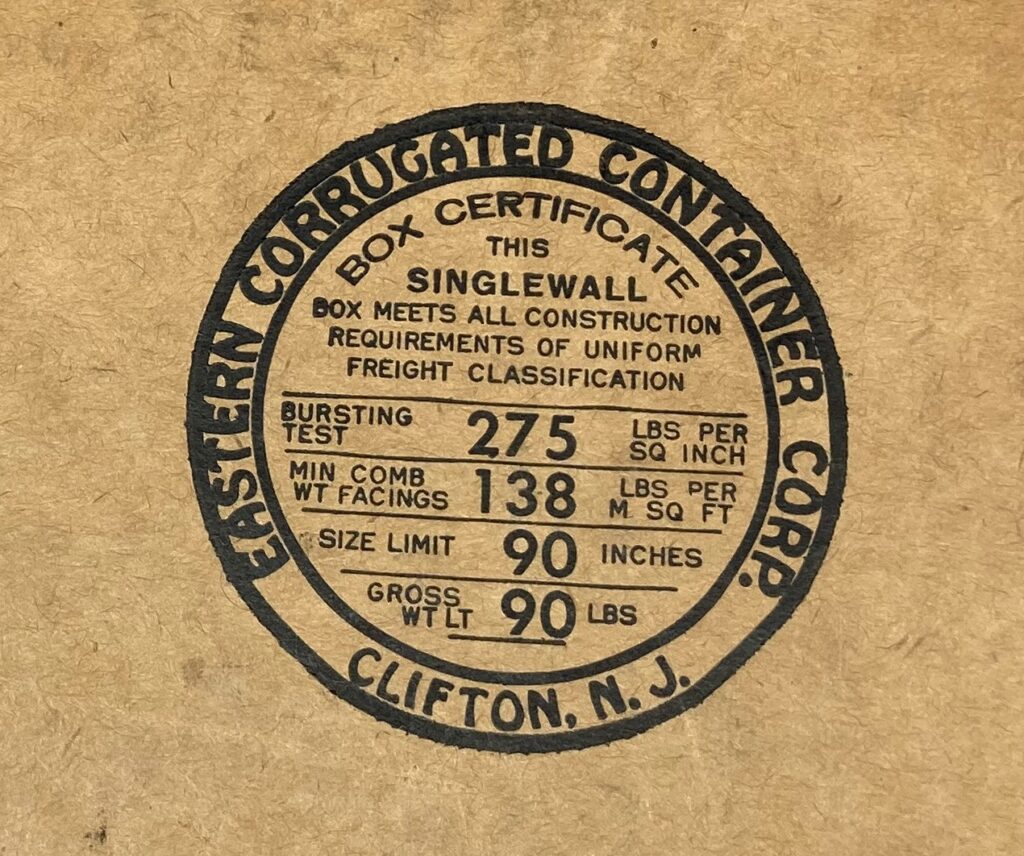 EASTERN CORRUGATED CONTAINER CORP.
BOX CERTIFICATE
THIS
SINGLEWALL
BOX MEETS ALL CONSTRUCTION
REQUIREMENTS OF UNIFORM
FREIGHT CLASSIFICATION
BURSTING TEST 275 LBS PER SQ INCH
MIN COMB WT FACINGS 138 LBS PER M SQ FT
SIZE LIMIT 90 INCHES
GROSS WT LT 90 LBS
CLIFTON, N. J.